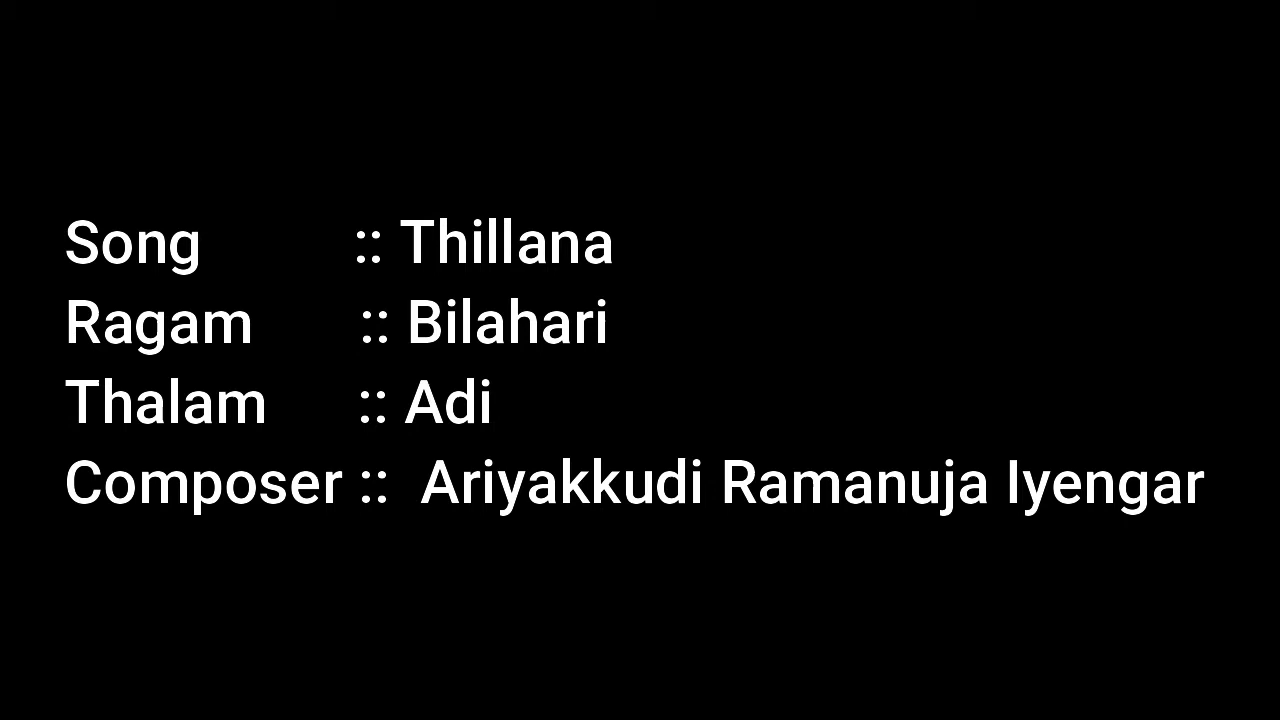 Song :: Thillana
Ragam :: Bilahari
Thalam :: Adi
Composer :: Ariyakkudi Ramanuja Iyengar